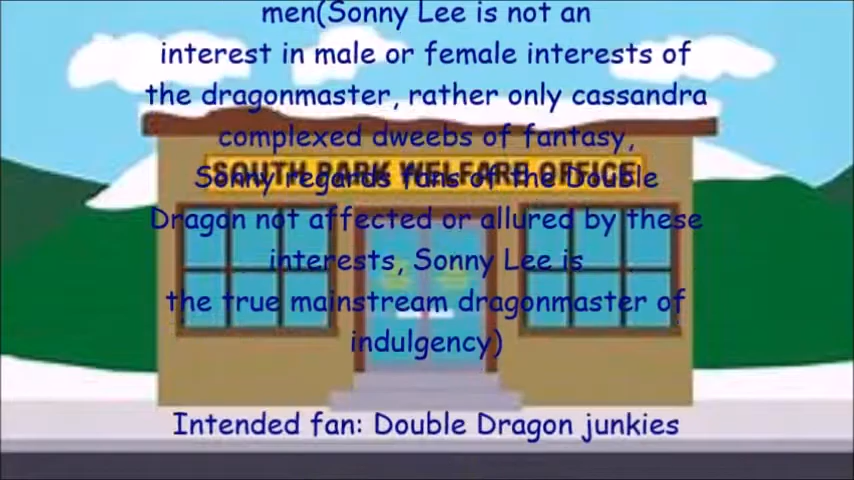 men(Sonny Lee is not an
interest in male or female interests of
the dragonmaster, rather only cassandra
complexed dweebs of fantasy,
SOUTH PARK WELFARE OFFICE
Sonny regards fans of the Double
Dragon not affected or allured by these
interests, Sonny Lee is
the true mainstream dragonmaster of
indulgency)
Intended fan: Double Dragon junkies